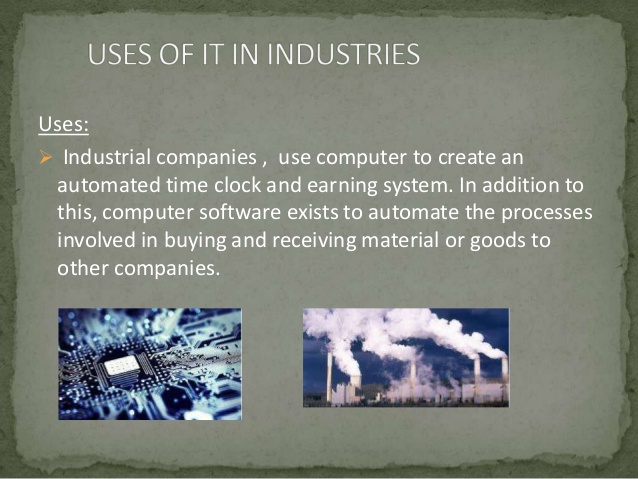 USES OF IT IN INDUSTRIES
Uses:
➢ Industrial companies , use computer to create an
automated time clock and earning system. In addition to
this, computer software exists to automate the processes
involved in buying and receiving material or goods to
other companies.